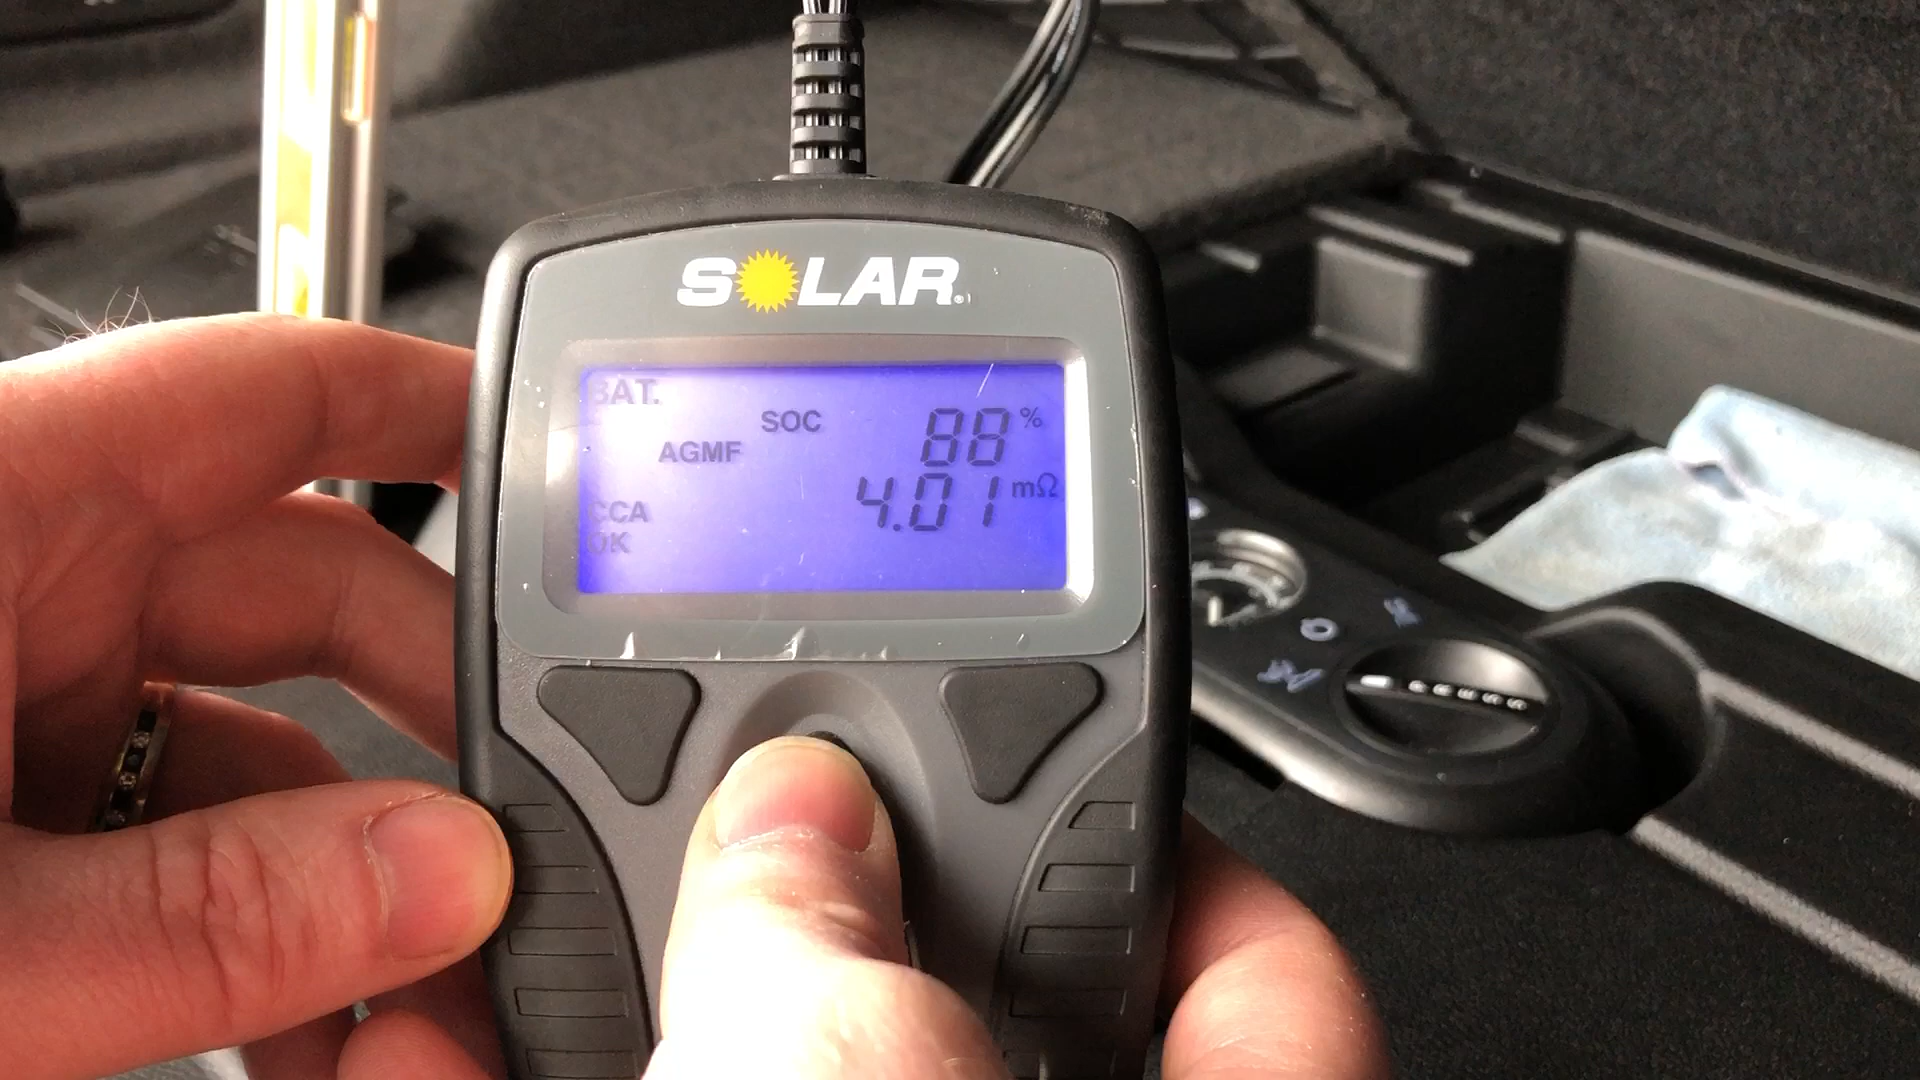 SOLAR®
BAT.
SOC 88 %
AGMF
4.01 mΩ
CCA
OK